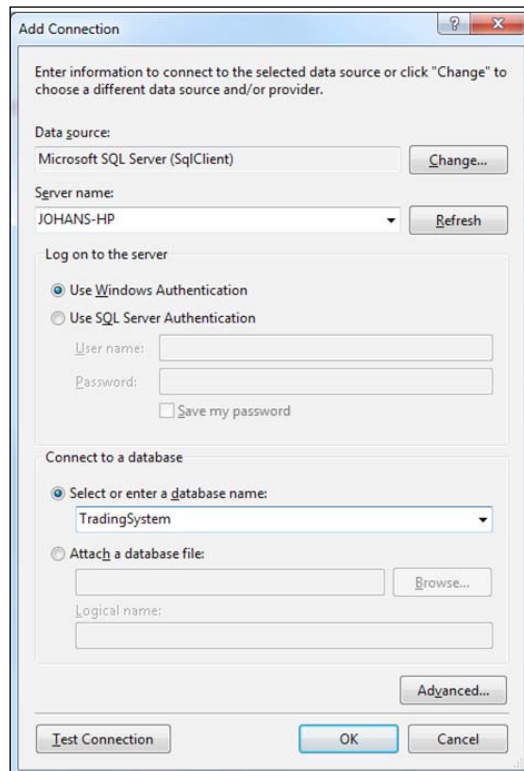 Add Connection
Enter information to connect to the selected data source or click "Change" to
choose a different data source and/or provider.
Data source:
Microsoft SQL Server (SqlClient)
Change...
Server name:
JOHANS-HP
Refresh
Log on to the server
Use Windows Authentication
Use SQL Server Authentication
User name:
Password:
Save my password
Connect to a database
Select or enter a database name:
TradingSystem
Attach a database file:
Browse...
Logical name:
Advanced...
Test Connection
OK
Cancel